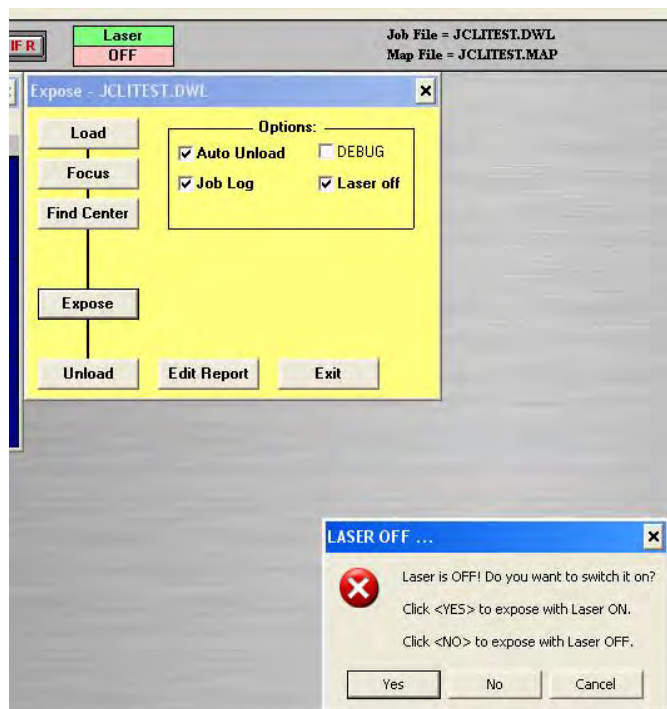 IF R
Laser
OFF
Job File = JCLITEST.DWL
Map File = JCLITEST.MAP
Expose - JCLITEST.DWL
Load
Focus
Find Center
Expose
Unload
Options:
Auto Unload
DEBUG
Job Log
Laser off
Edit Report
Exit
LASER OFF ...
Laser is OFF! Do you want to switch it on?
Click <YES> to expose with Laser ON.
Click <NO> to expose with Laser OFF.
Yes
No
Cancel